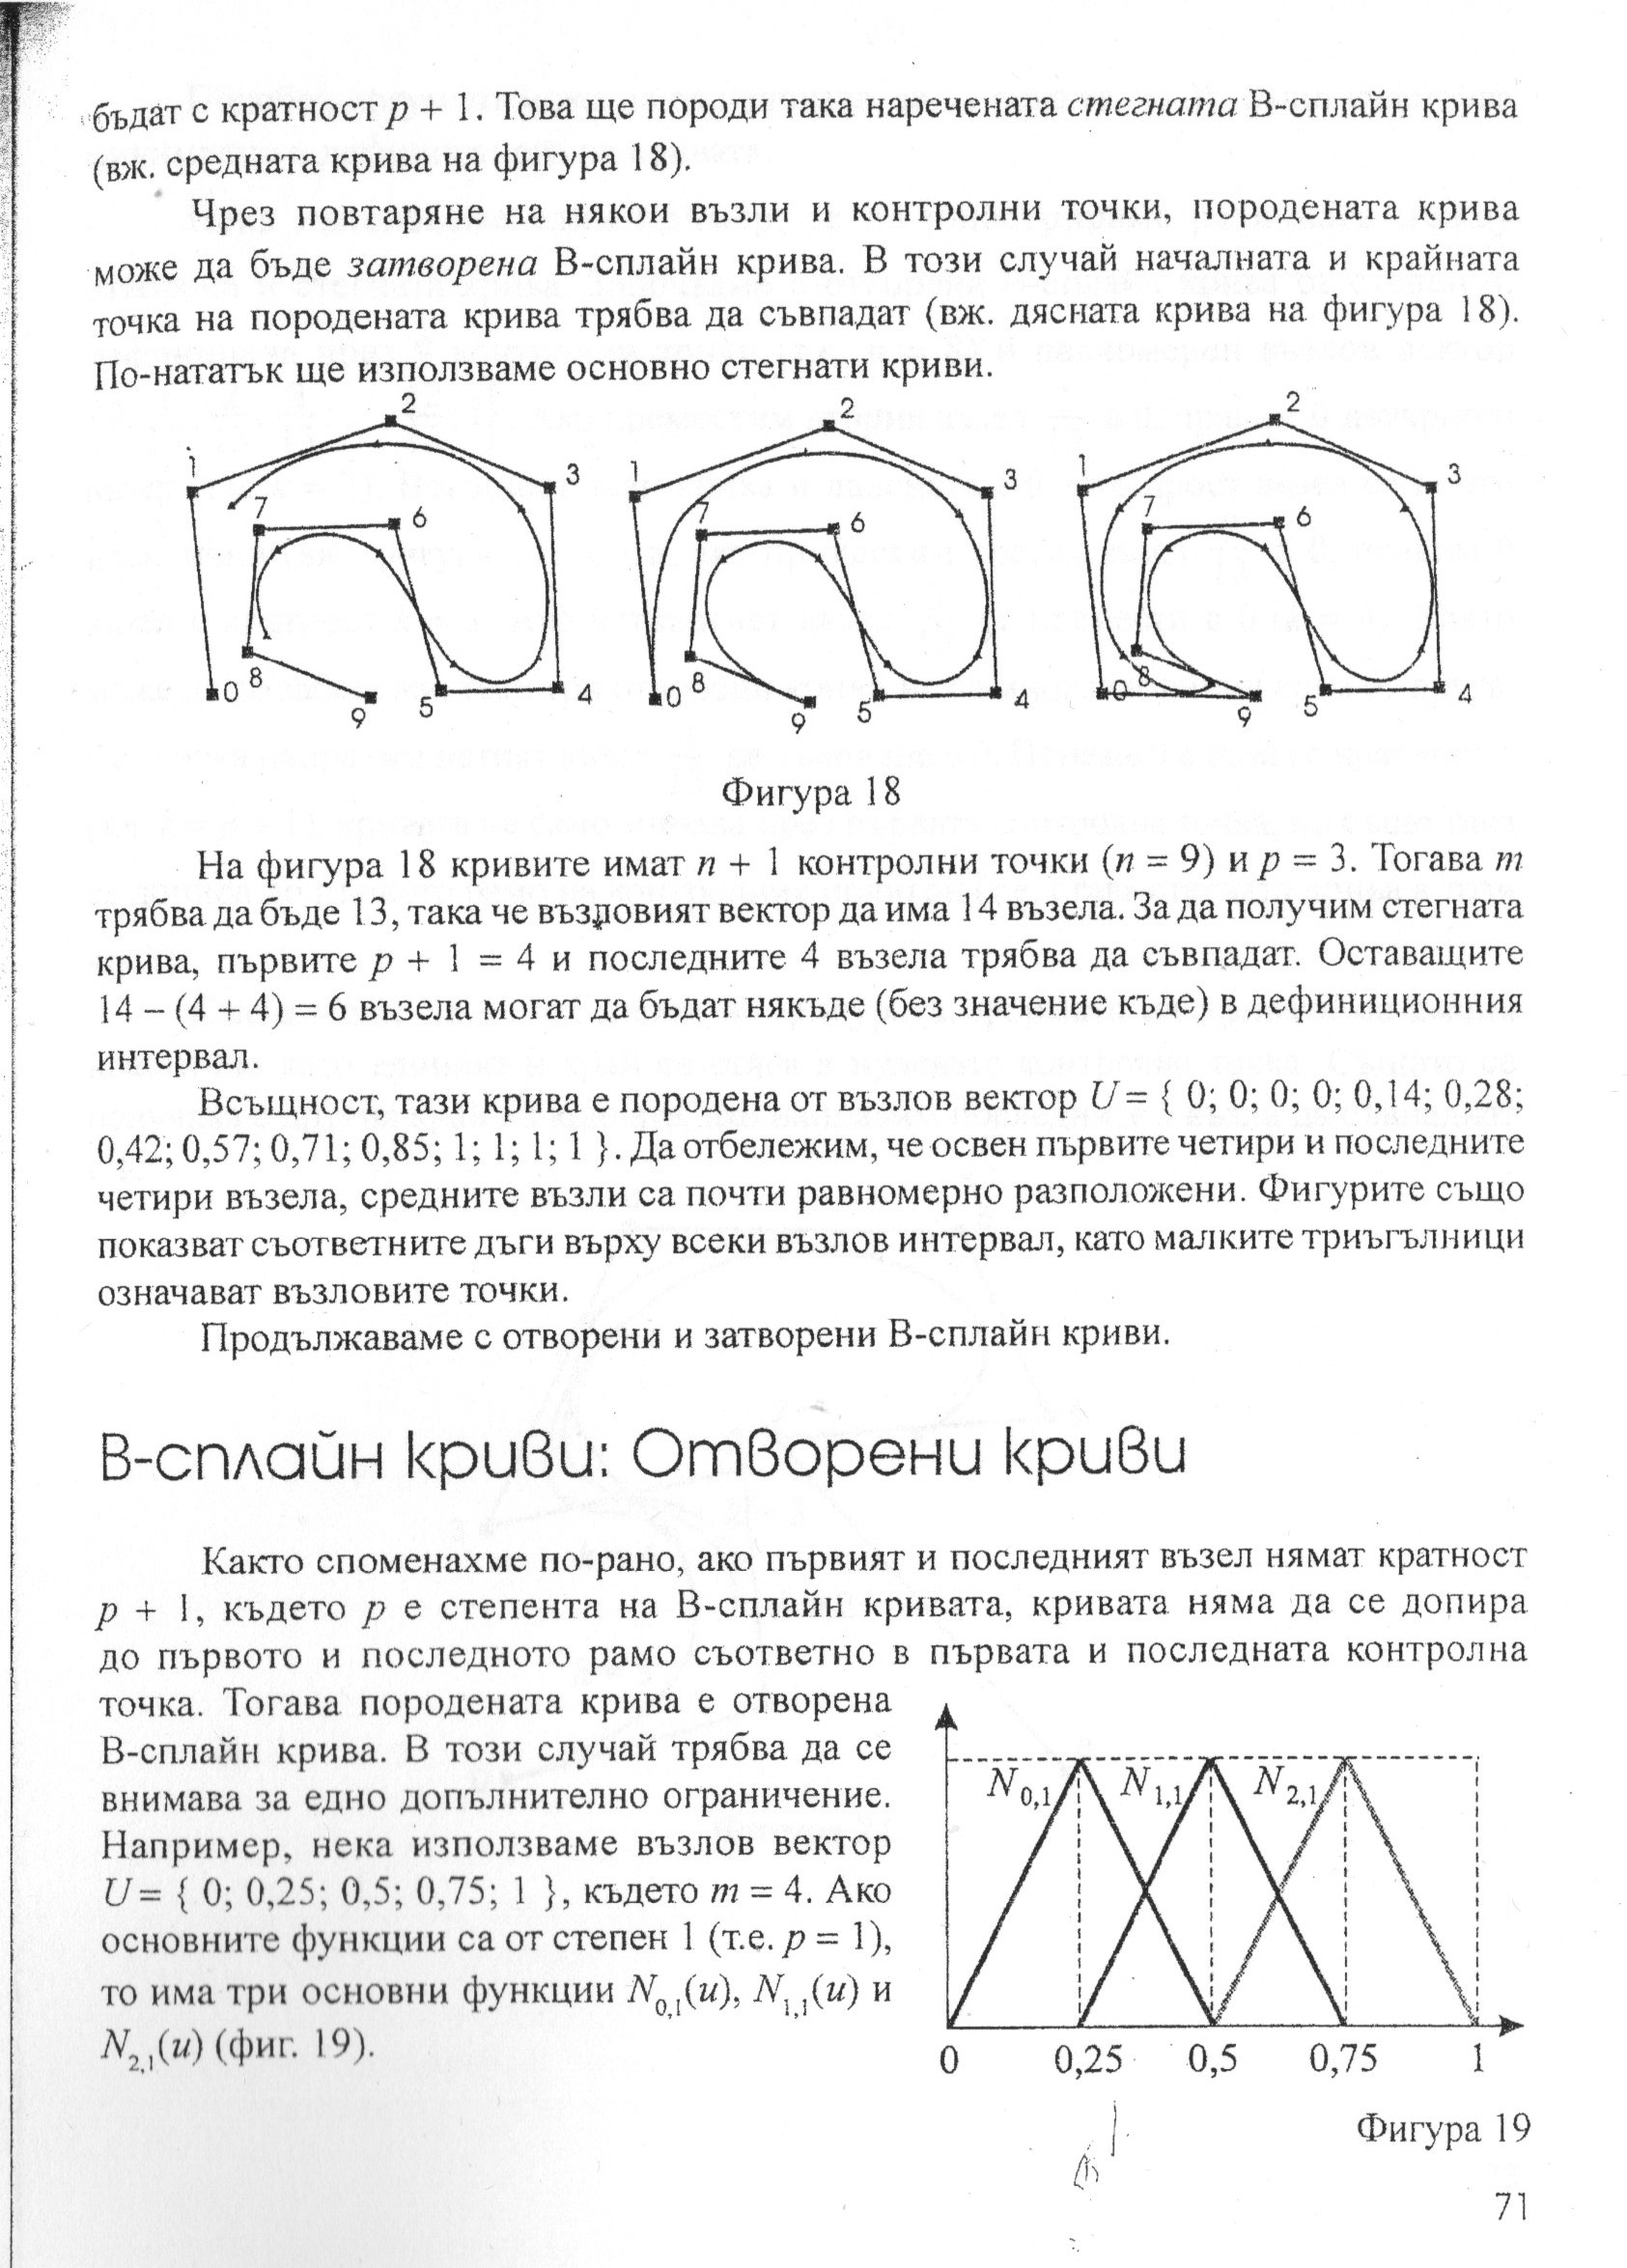 бъдат с кратност p + 1. Това ще породи така наречената стегната В-сплайн крива
(вж. средната крива на фигура 18).
Чрез повтаряне на някои възли и контролни точки, породената крива
може да бъде затворена В-сплайн крива. В този случай началната и крайната
точка на породената крива трябва да съвпадат (вж. дясната крива на фигура 18).
По-нататък ще използваме основно стегнати криви.
0 1 2 3 4 5 6 7 8 9
0 1 2 3 4 5 6 7 8 9
0 1 2 3 4 5 6 7 8 9
Фигура 18
На фигура 18 кривите имат n + 1 контролни точки (n = 9) и p = 3. Тогава m
трябва да бъде 13, така че възловият вектор да има 14 възела. За да получим стегната
крива, първите p + 1 = 4 и последните 4 възела трябва да съвпадат. Оставащите
14 – (4 + 4) = 6 възела могат да бъдат някъде (без значение къде) в дефиниционния
интервал.
Всъщност, тази крива е породена от възлов вектор U = { 0; 0; 0; 0; 0,14; 0,28;
0,42; 0,57; 0,71; 0,85; 1; 1; 1; 1 }. Да отбележим, че освен първите четири и последните
четири възела, средните възли са почти равномерно разположени. Фигурите също
показват съответните дъги върху всеки възлов интервал, като малките триъгълници
означават възловите точки.
Продължаваме с отворени и затворени В-сплайн криви.
В-сплайн криви: Отворени криви
Както споменахме по-рано, ако първият и последният възел нямат кратност
p + 1, където p е степента на В-сплайн кривата, кривата няма да се допира
до първото и последното рамо съответно в първата и последната контролна
точка. Тогава породената крива е отворена
В-сплайн крива. В този случай трябва да се
внимава за едно допълнително ограничение.
Например, нека използваме възлов вектор
U = { 0; 0,25; 0,5; 0,75; 1 }, където m = 4. Ако
основните функции са от степен 1 (т.е. p = 1),
то има три основни функции N0,1(u), N1,1(u) и
N2,1(u) (фиг. 19).
N0,1 N1,1 N2,1
0 0,25 0,5 0,75 1
Фигура 19
71